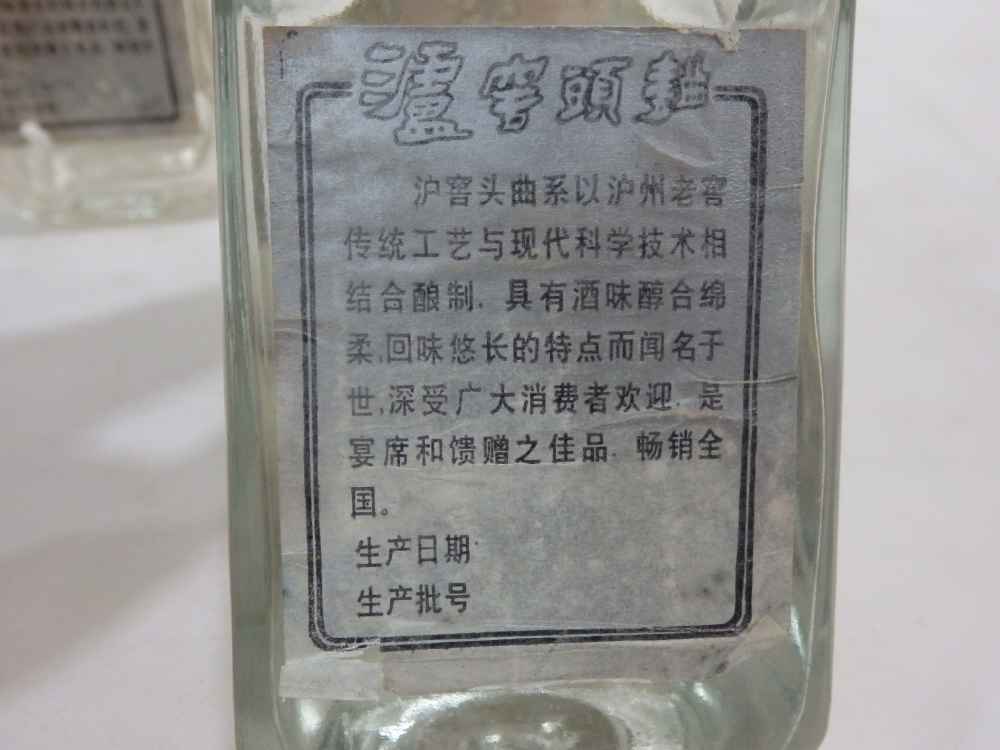 瀘窖頭麯
泸窖头曲系以泸州老窖
传统工艺与现代科学技术相
结合酿制.具有酒味醇合绵
柔,回味悠长的特点而闻名于
世,深受广大消费者欢迎.是
宴席和馈赠之佳品.畅销全
国。
生产日期
生产批号